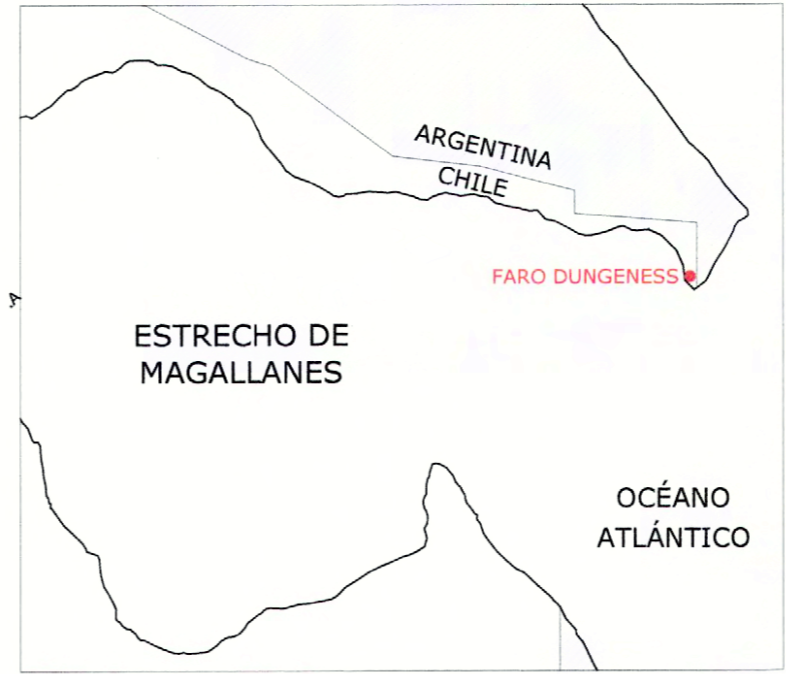 ARGENTINA
CHILE
FARO DUNGENESS
ESTRECHO DE
MAGALLANES
OCÉANO
ATLÁNTICO